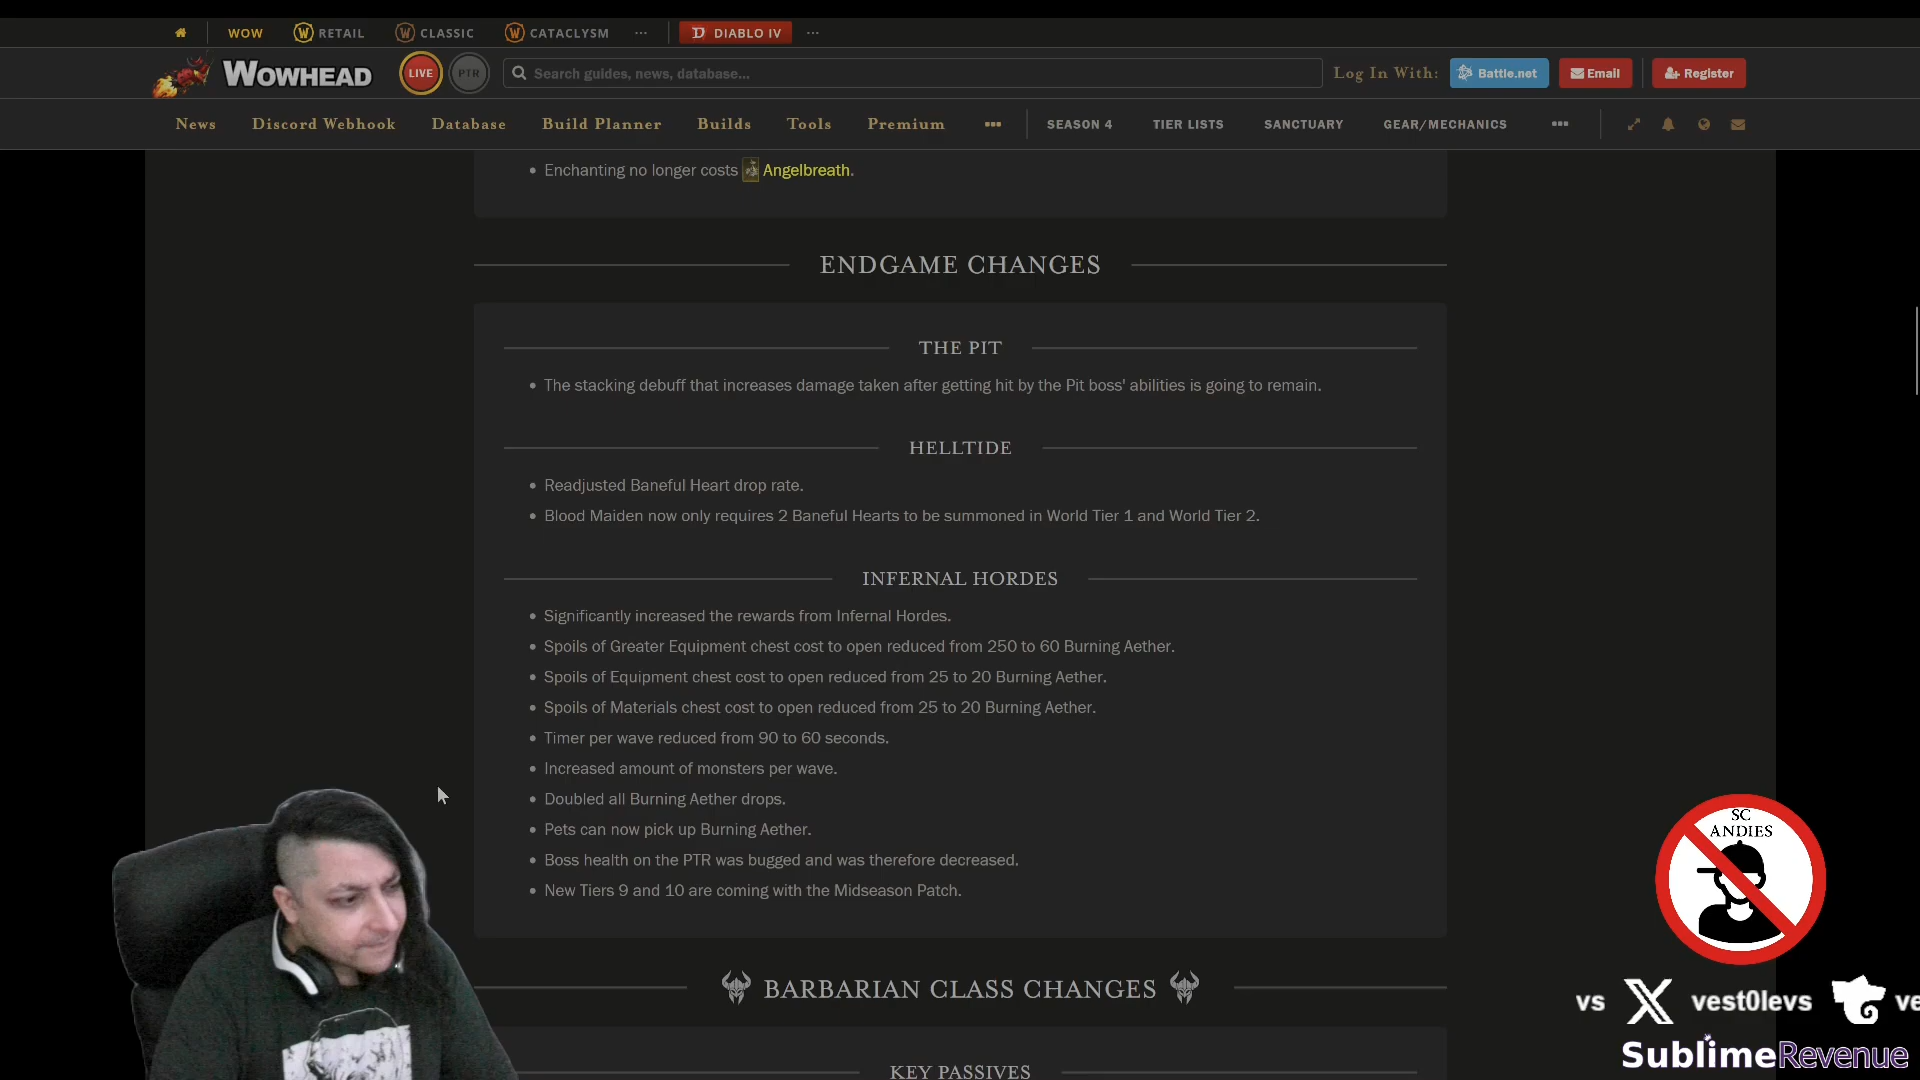 WOW RETAIL CLASSIC CATACLYSM ... DIABLO IV ...
WOWHEAD LIVE PTR Search guides, news, database... Log In With: Battle.net Email Register
News Discord Webhook Database Build Planner Builds Tools Premium ••• SEASON 4 TIER LISTS SANCTUARY GEAR/MECHANICS •••
• Enchanting no longer costs Angelbreath.
ENDGAME CHANGES
THE PIT
• The stacking debuff that increases damage taken after getting hit by the Pit boss' abilities is going to remain.
HELLTIDE
• Readjusted Baneful Heart drop rate.
• Blood Maiden now only requires 2 Baneful Hearts to be summoned in World Tier 1 and World Tier 2.
INFERNAL HORDES
• Significantly increased the rewards from Infernal Hordes.
• Spoils of Greater Equipment chest cost to open reduced from 250 to 60 Burning Aether.
• Spoils of Equipment chest cost to open reduced from 25 to 20 Burning Aether.
• Spoils of Materials chest cost to open reduced from 25 to 20 Burning Aether.
• Timer per wave reduced from 90 to 60 seconds.
• Increased amount of monsters per wave.
• Doubled all Burning Aether drops.
• Pets can now pick up Burning Aether.
• Boss health on the PTR was bugged and was therefore decreased.
• New Tiers 9 and 10 are coming with the Midseason Patch.
SC
ANDIES
BARBARIAN CLASS CHANGES
vs X vest0levs ve
SublimeRevenue
KEY PASSIVES